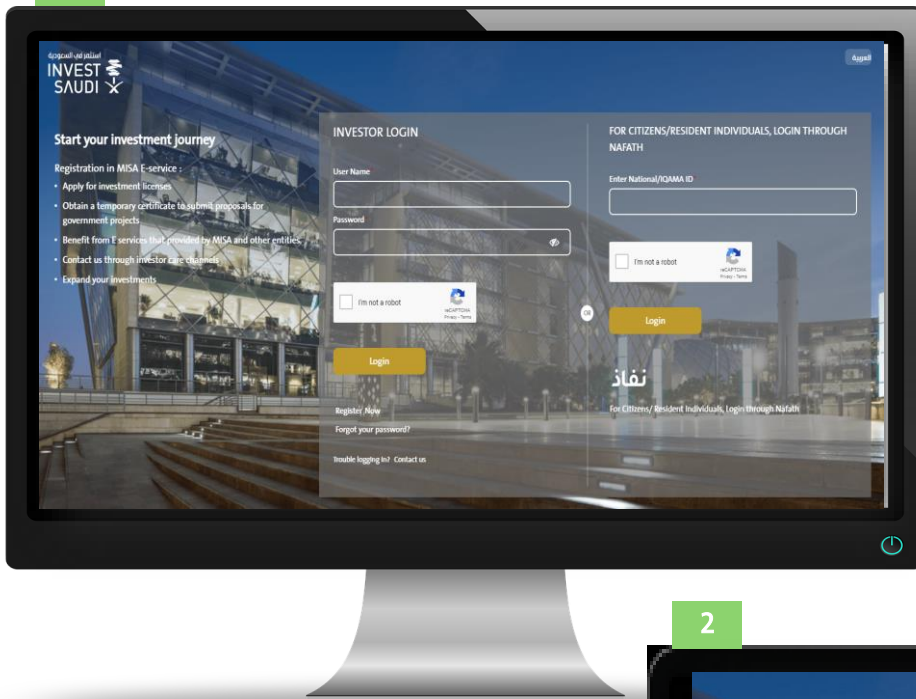 استثمر في السعودية
INVEST
SAUDI
العربية
Start your investment journey
Registration in MISA E-service :
• Apply for investment licenses
• Obtain a temporary certificate to submit proposals for
government projects
• Benefit from E services that provided by MISA and other entities.
• Contact us through investor care channels
• Expand your investments
INVESTOR LOGIN
User Name
Password
I'm not a robot
reCAPTCHA
Privacy - Terms
Login
Register Now
Forgot your password?
Trouble logging in? Contact us
OR
FOR CITIZENS/RESIDENT INDIVIDUALS, LOGIN THROUGH
NAFATH
Enter National/IQAMA ID
I'm not a robot
reCAPTCHA
Privacy - Terms
Login
نفاذ
For Citizens/ Resident Individuals, Login through Nafath
2